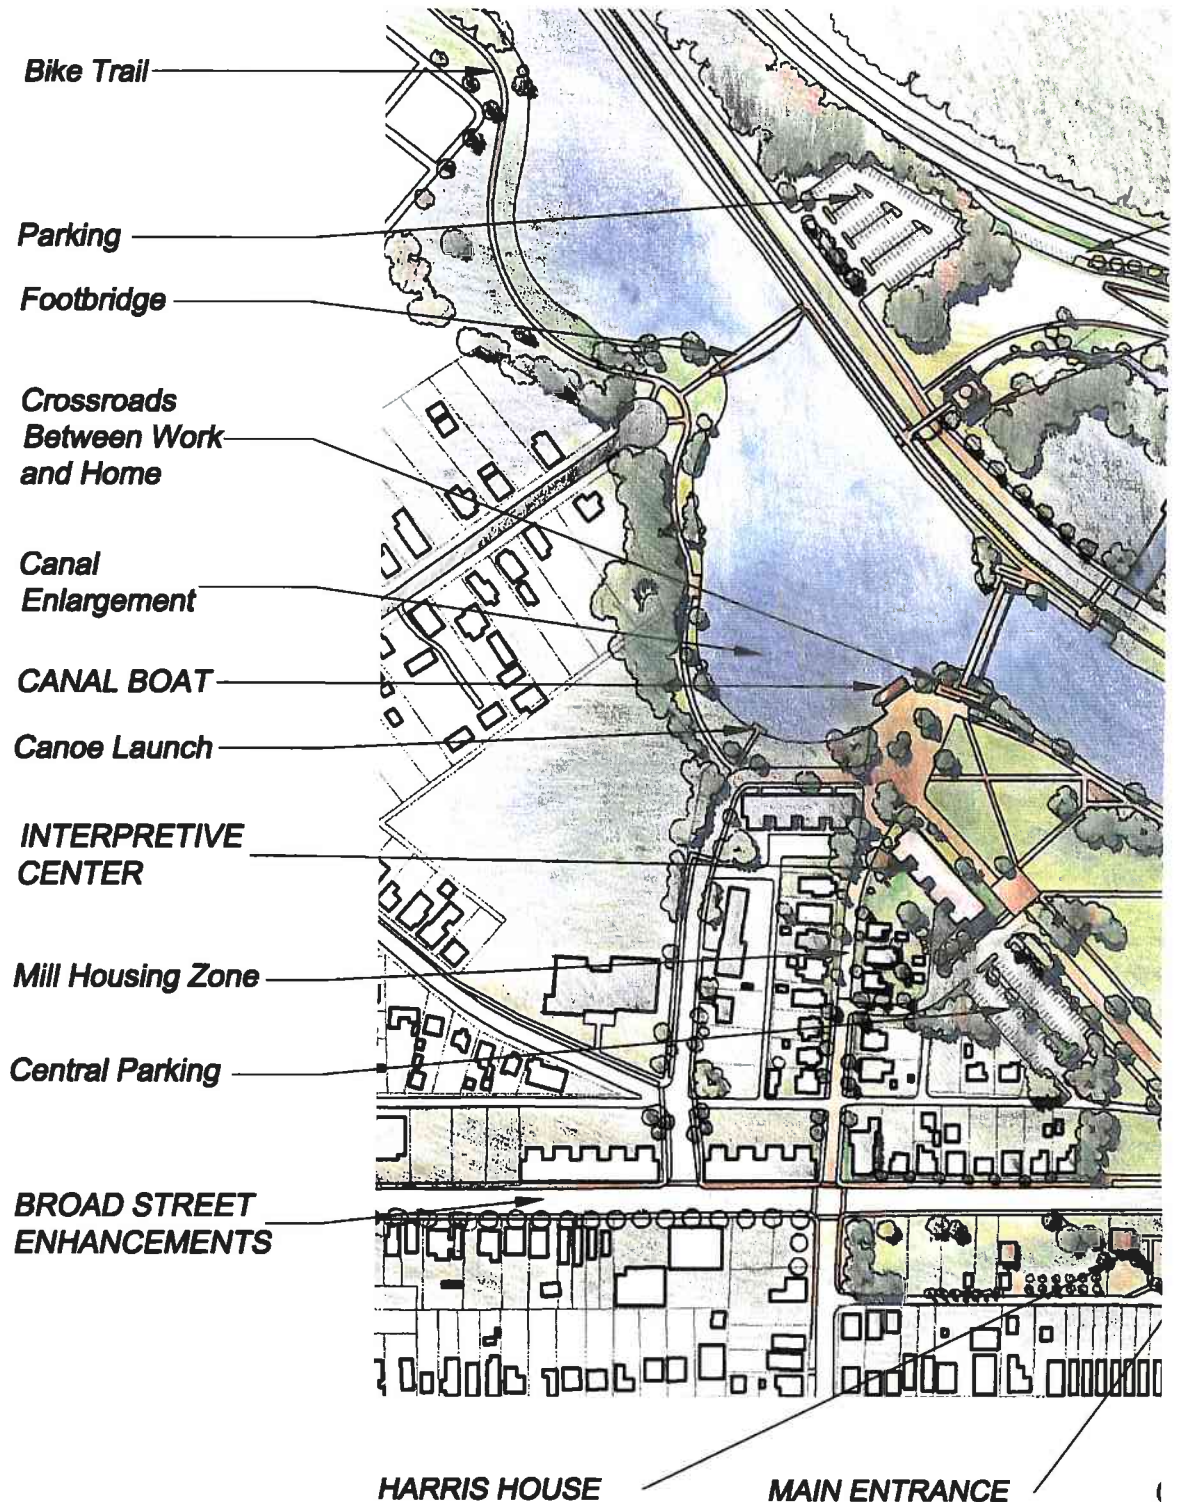 Bike Trail
Parking
Footbridge
Crossroads
Between Work
and Home
Canal
Enlargement
CANAL BOAT
Canoe Launch
INTERPRETIVE
CENTER
Mill Housing Zone
Central Parking
BROAD STREET
ENHANCEMENTS
HARRIS HOUSE
MAIN ENTRANCE